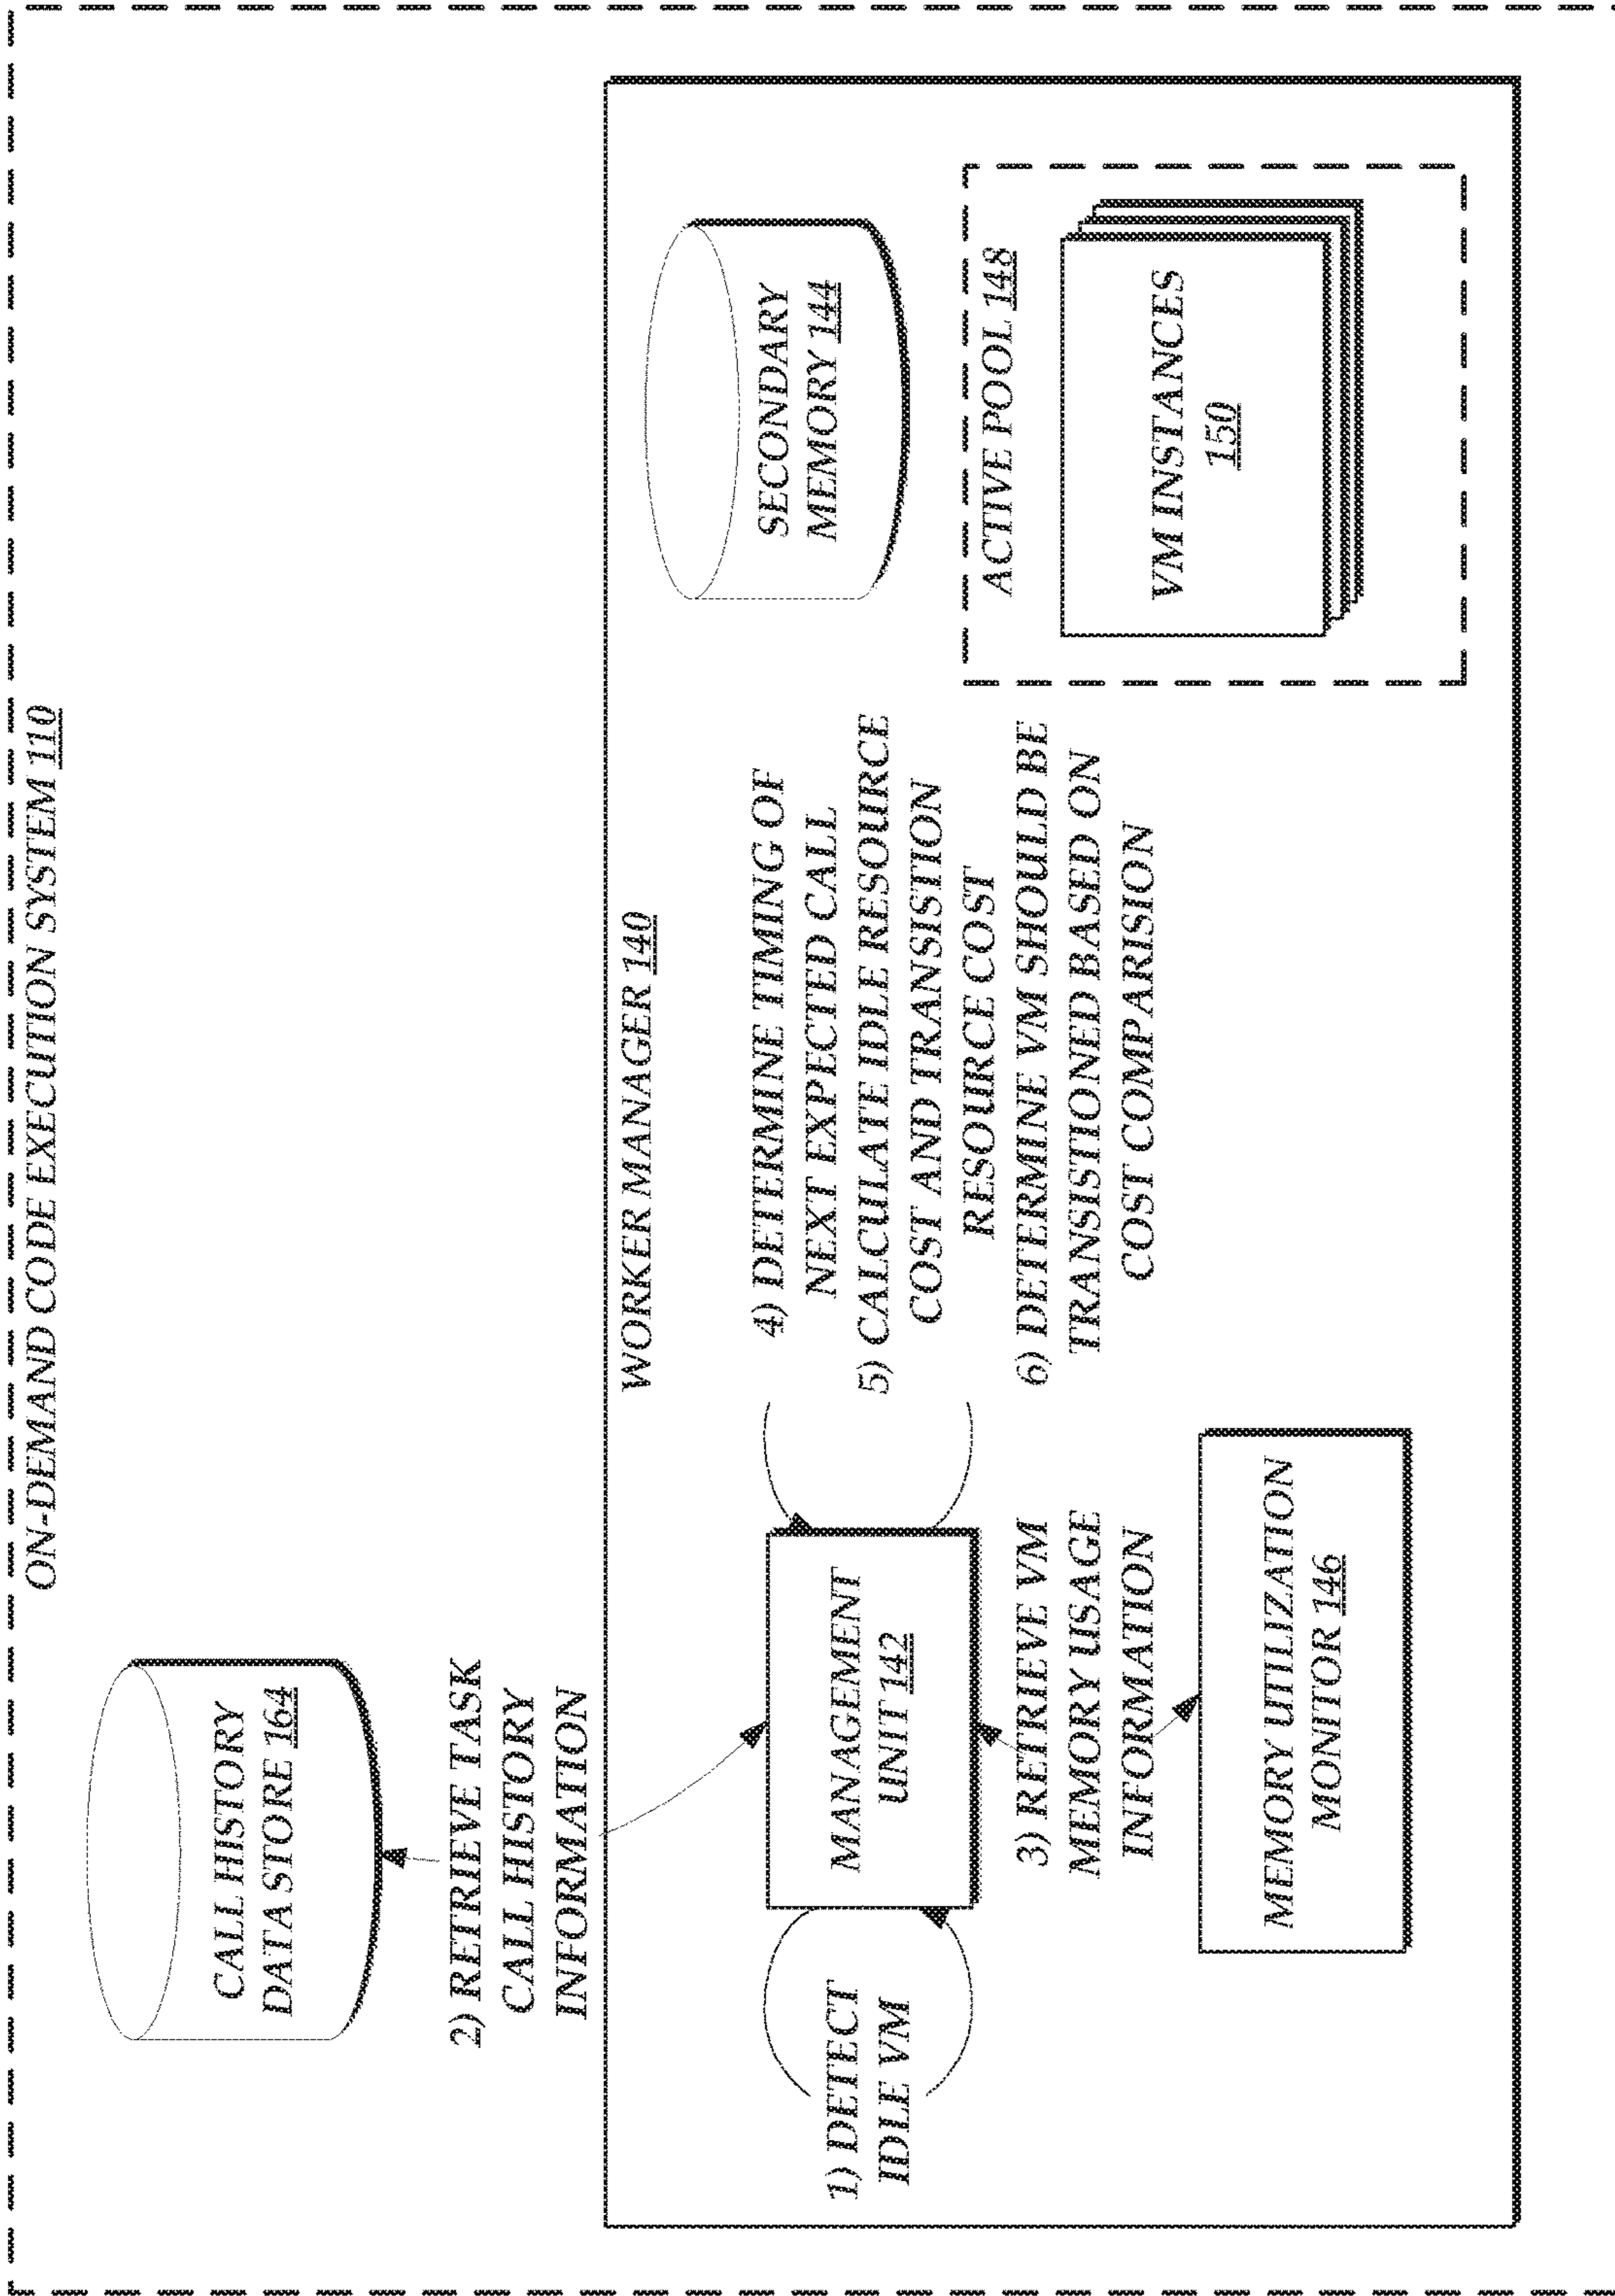 ON-DEMAND CODE EXECUTION SYSTEM 110
CALL HISTORY
DATA STORE 164
2) RETRIEVE TASK
CALL HISTORY
INFORMATION
WORKER MANAGER 140
1) DETECT
IDLE VM
MANAGEMENT
UNIT 142
3) RETRIEVE VM
MEMORY USAGE
INFORMATION
MEMORY UTILIZATION
MONITOR 146
4) DETERMINE TIMING OF
NEXT EXPECTED CALL
5) CALCULATE IDLE RESOURCE
COST AND TRANSISTION
RESOURCE COST
6) DETERMINE VM SHOULD BE
TRANSISTIONED BASED ON
COST COMPARISION
SECONDARY
MEMORY 144
ACTIVE POOL 148
VM INSTANCES
150